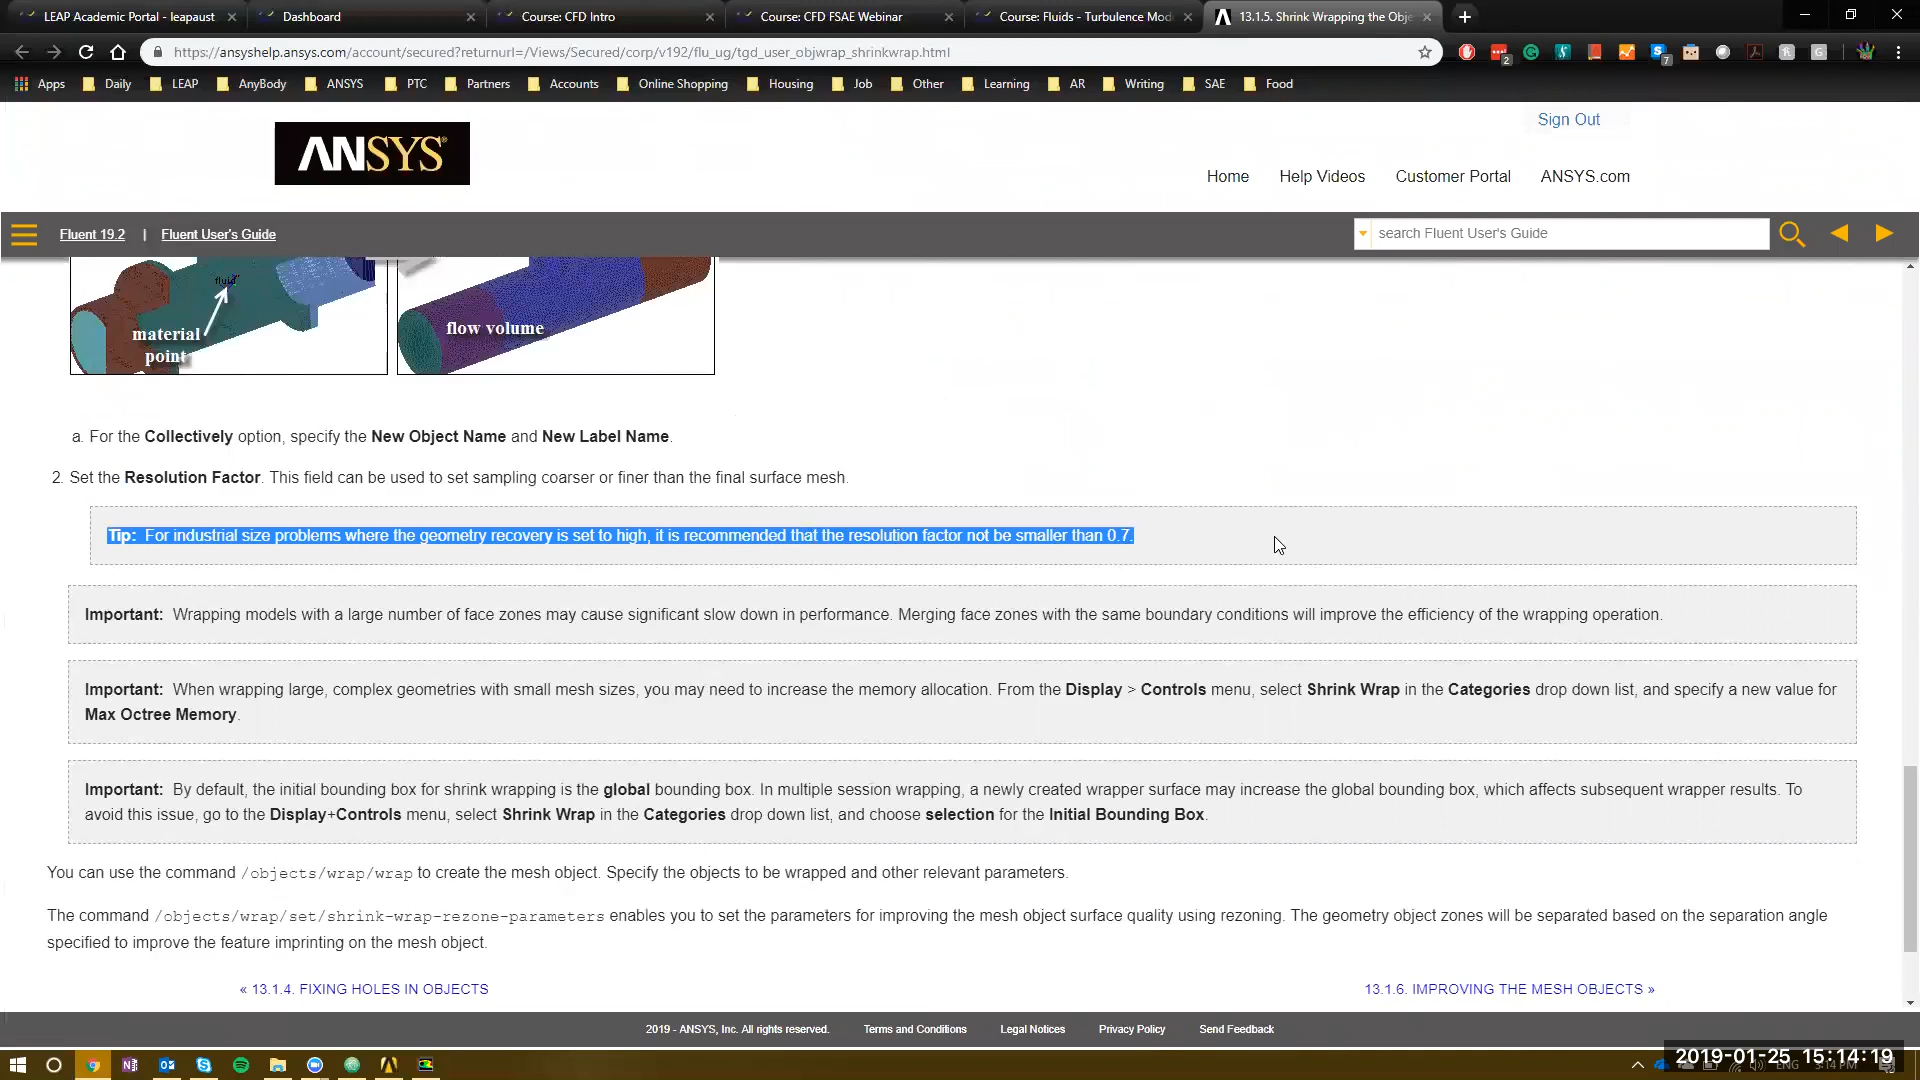 LEAP Academic Portal - leapaust
Dashboard
Course: CFD Intro
Course: CFD FSAE Webinar
Course: Fluids - Turbulence Mod
13.1.5. Shrink Wrapping the Obje
https://ansyshelp.ansys.com/account/secured?returnurl=/Views/Secured/corp/v192/flu_ug/tgd_user_objwrap_shrinkwrap.html
2
7
Apps Daily LEAP AnyBody ANSYS PTC Partners Accounts Online Shopping Housing Job Other Learning AR Writing SAE Food
Sign Out
ANSYS
Home Help Videos Customer Portal ANSYS.com
Fluent 19.2 | Fluent User's Guide
search Fluent User's Guide
fluid
material
point
flow volume
a. For the Collectively option, specify the New Object Name and New Label Name.
2. Set the Resolution Factor. This field can be used to set sampling coarser or finer than the final surface mesh.
Tip: For industrial size problems where the geometry recovery is set to high, it is recommended that the resolution factor not be smaller than 0.7.
Important: Wrapping models with a large number of face zones may cause significant slow down in performance. Merging face zones with the same boundary conditions will improve the efficiency of the wrapping operation.
Important: When wrapping large, complex geometries with small mesh sizes, you may need to increase the memory allocation. From the Display > Controls menu, select Shrink Wrap in the Categories drop down list, and specify a new value for
Max Octree Memory.
Important: By default, the initial bounding box for shrink wrapping is the global bounding box. In multiple session wrapping, a newly created wrapper surface may increase the global bounding box, which affects subsequent wrapper results. To
avoid this issue, go to the Display+Controls menu, select Shrink Wrap in the Categories drop down list, and choose selection for the Initial Bounding Box.
You can use the command /objects/wrap/wrap to create the mesh object. Specify the objects to be wrapped and other relevant parameters.
The command /objects/wrap/set/shrink-wrap-rezone-parameters enables you to set the parameters for improving the mesh object surface quality using rezoning. The geometry object zones will be separated based on the separation angle
specified to improve the feature imprinting on the mesh object.
« 13.1.4. FIXING HOLES IN OBJECTS
13.1.6. IMPROVING THE MESH OBJECTS »
2019 - ANSYS, Inc. All rights reserved. Terms and Conditions Legal Notices Privacy Policy Send Feedback
2019-01-25 15:14:19